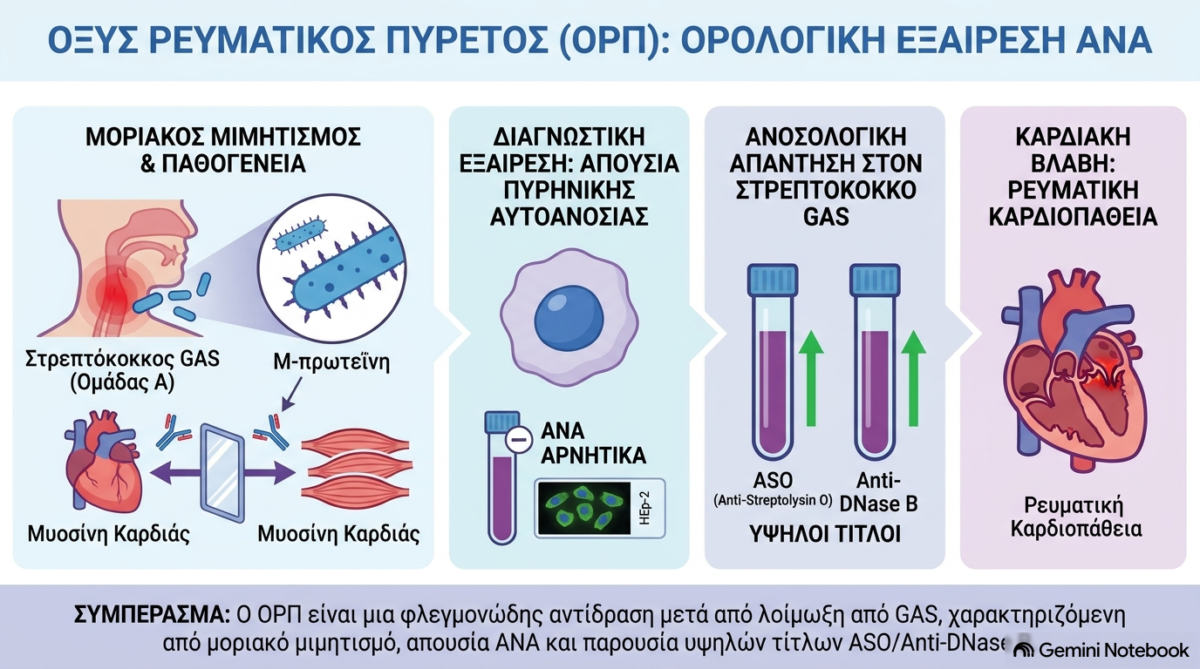 ΟΞΥΣ ΡΕΥΜΑΤΙΚΟΣ ΠΥΡΕΤΟΣ (ΟΡΠ): ΟΡΟΛΟΓΙΚΗ ΕΞΑΙΡΕΣΗ ΑΝΑ
ΜΟΡΙΑΚΟΣ ΜΙΜΗΤΙΣΜΟΣ
& ΠΑΘΟΓΕΝΕΙΑ
Στρεπτόκοκκος GAS
(Ομάδας Α)
Μ-πρωτεΐνη
Μυοσίνη Καρδιάς
Μυοσίνη Καρδιάς
ΔΙΑΓΝΩΣΤΙΚΗ
ΕΞΑΙΡΕΣΗ: ΑΠΟΥΣΙΑ
ΠΥΡΗΝΙΚΗΣ
ΑΥΤΟΑΝΟΣΙΑΣ
ΑΝΑ
ΑΡΝΗΤΙΚΑ
HEp-2
ΑΝΟΣΟΛΟΓΙΚΗ
ΑΠΑΝΤΗΣΗ ΣΤΟΝ
ΣΤΡΕΠΤΟΚΟΚΚΟ
GAS
ASO
(Anti-Streptolysin O)
Anti-
DNase B
ΥΨΗΛΟΙ ΤΙΤΛΟΙ
ΚΑΡΔΙΑΚΗ
ΒΛΑΒΗ:
ΡΕΥΜΑΤΙΚΗ
ΚΑΡΔΙΟΠΑΘΕΙΑ
Ρευματική
Καρδιοπάθεια
ΣΥΜΠΕΡΑΣΜΑ: Ο ΟΡΠ είναι μια φλεγμονώδης αντίδραση μετά από λοίμωξη από GAS, χαρακτηριζόμενη
από μοριακό μιμητισμό, απουσία ΑΝΑ και παρουσία υψηλών τίτλων ASO/Anti-DNase
Gemini Notebook